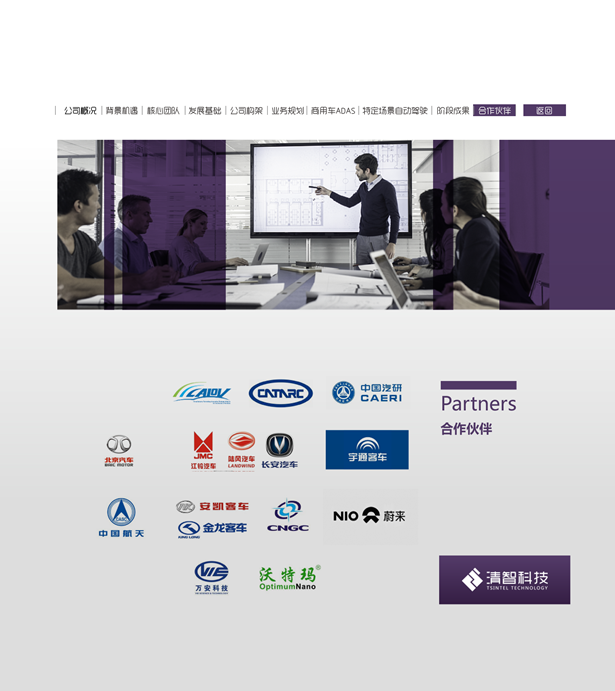 公司概况 背景机遇 核心团队 发展基础 公司构架 业务规划 商用车ADAS 特定场景自动驾驶 阶段成果 合作伙伴 返回
CATARC
中国汽研
CAERI
Partners
合作伙伴
北京汽车
BAIC MOTOR
JMC
江铃汽车
陆风汽车
LANDWIND
长安汽车
宇通客车
中国航天
安凯客车
KING LONG
金龙客车
CNGC
NIO 蔚来
VIE
万安科技
沃特玛®
OptimumNano
清智科技
TSINTEL TECHNOLOGY